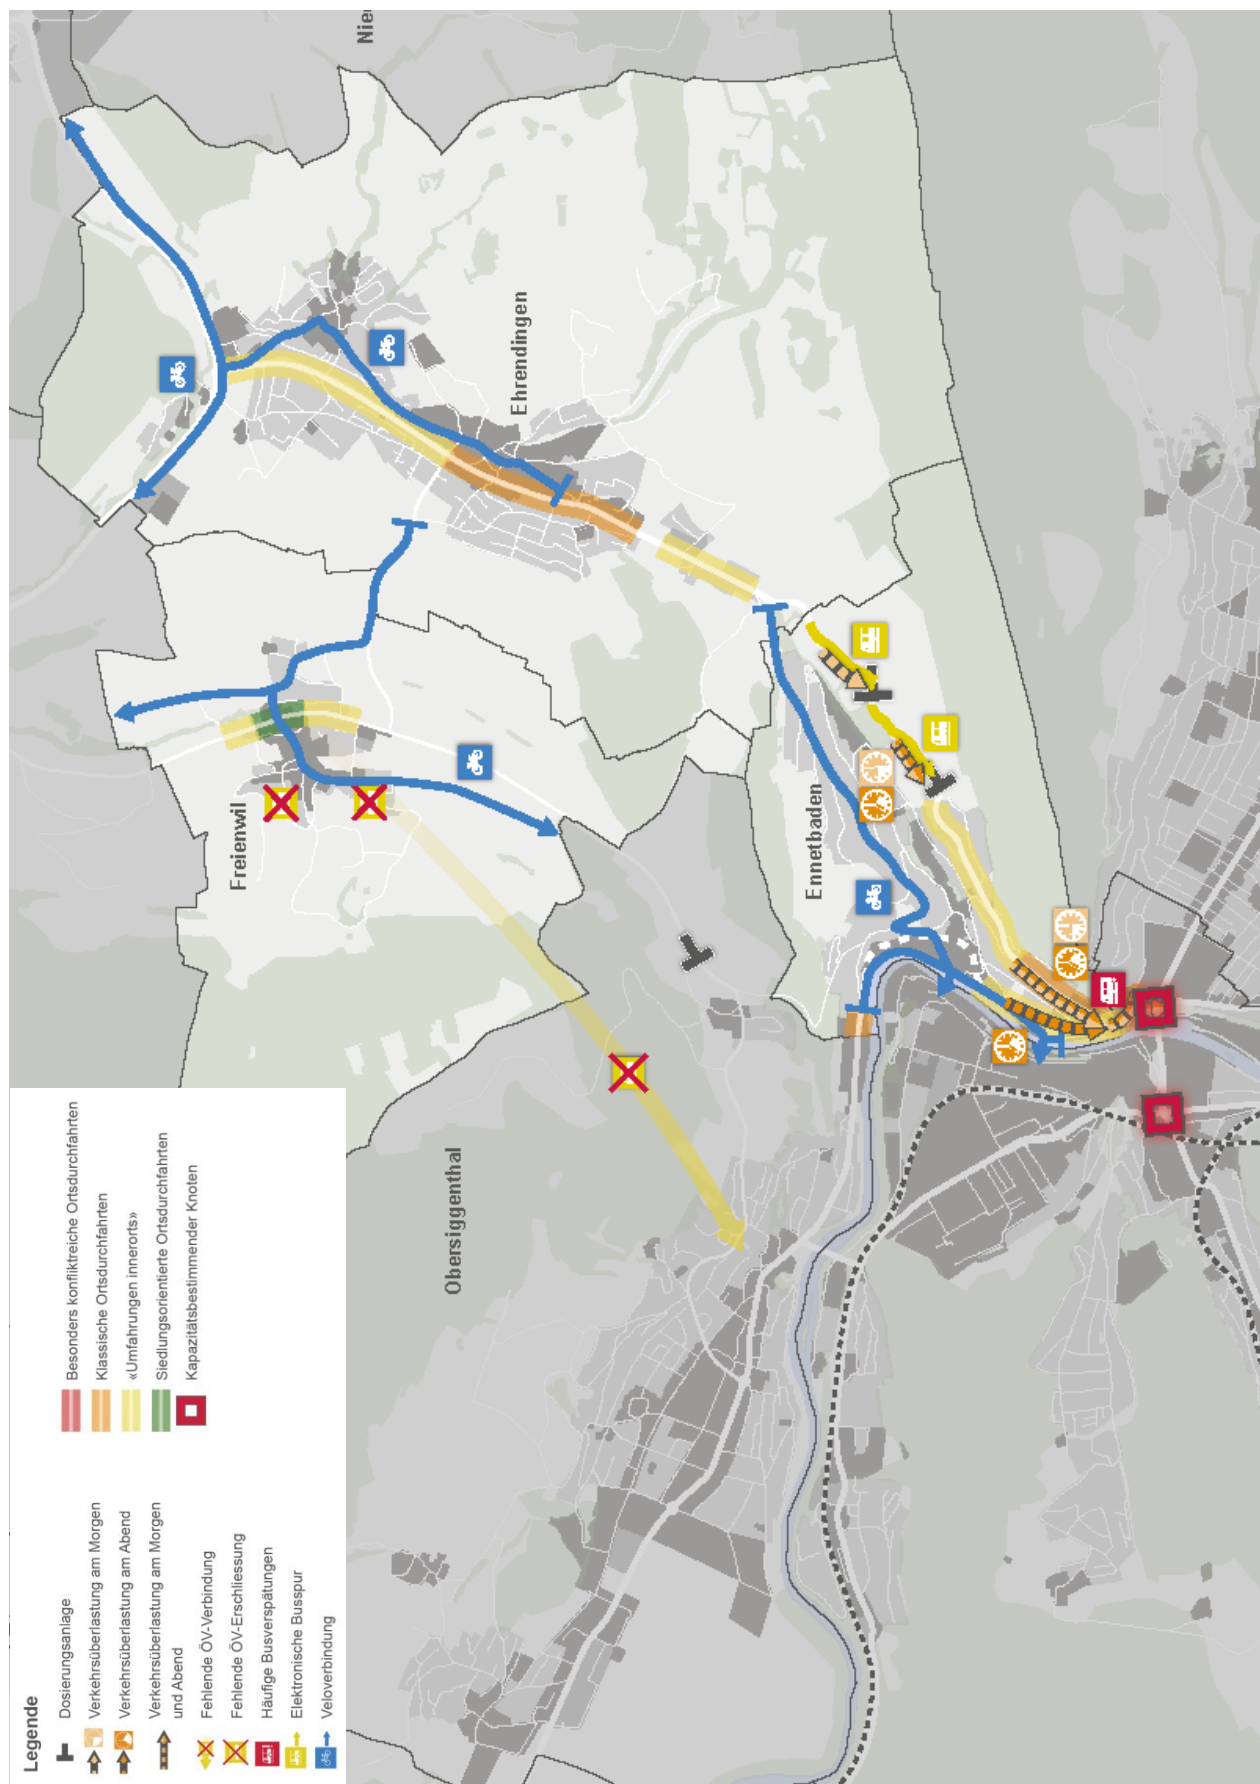 Legende
Dosierungsanlage
Verkehrsüberlastung am Morgen
Verkehrsüberlastung am Abend
Verkehrsüberlastung am Morgen
und Abend
Fehlende ÖV-Verbindung
Fehlende ÖV-Erschliessung
Häufige Busverspätungen
Elektronische Busspur
Veloverbindung
Besonders konfliktreiche Ortsdurchfahrten
Klassische Ortsdurchfahrten
«Umfahrungen innerorts»
Siedlungsorientierte Ortsdurchfahrten
Kapazitätsbestimmender Knoten
Obersiggenthal
Freienwil
Ennetbaden
Ehrendingen
Nie